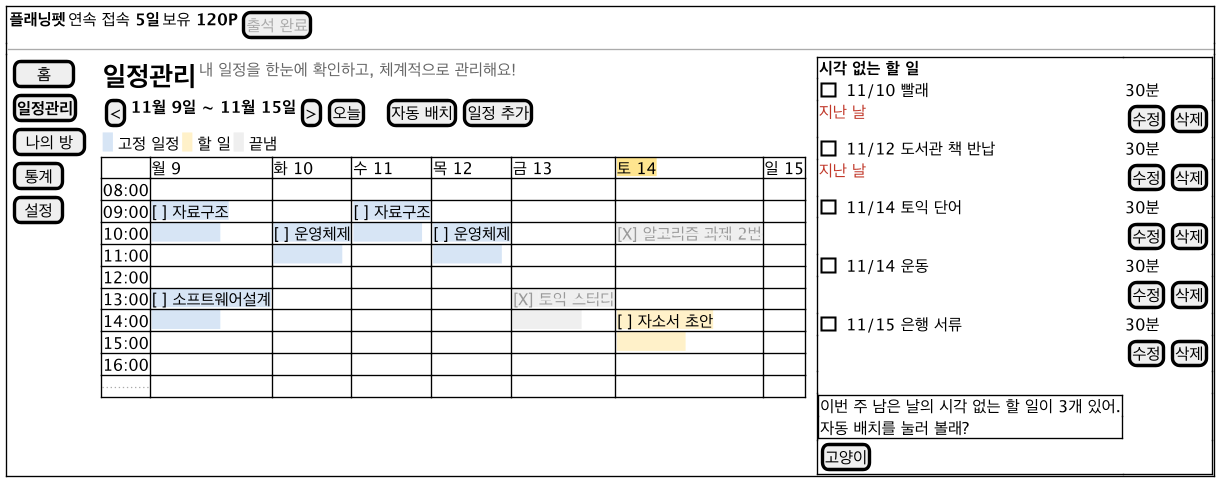 플래닝펫 연속 접속 5일 보유 120P 출석 완료
홈
일정관리
나의 방
통계
설정
일정관리 내 일정을 한눈에 확인하고, 체계적으로 관리해요!
< 11월 9일 ~ 11월 15일 > 오늘 자동 배치 일정 추가
고정 일정 할 일 끝냄
월 9 화 10 수 11 목 12 금 13 토 14 일 15
08:00
09:00 [ ] 자료구조 [ ] 자료구조
10:00 [ ] 운영체제 [ ] 운영체제 [X] 알고리즘 과제 2번
11:00
12:00
13:00 [ ] 소프트웨어설계 [X] 토익 스터디
14:00 [ ] 자소서 초안
15:00
16:00
시각 없는 할 일
11/10 빨래 30분
지난 날
수정 삭제
11/12 도서관 책 반납 30분
지난 날
수정 삭제
11/14 토익 단어 30분
수정 삭제
11/14 운동 30분
수정 삭제
11/15 은행 서류 30분
수정 삭제
이번 주 남은 날의 시각 없는 할 일이 3개 있어.
자동 배치를 눌러 볼래?
고양이